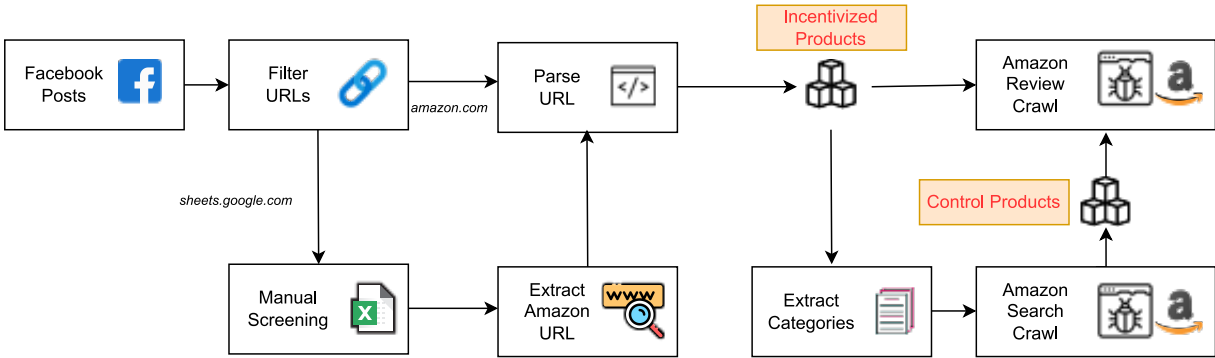 Incentivized
Products
Facebook
Posts
Filter
URLs
amazon.com
Parse
URL
</>
Amazon
Review
Crawl
a
sheets.google.com
Control Products
Manual
Screening
X
Extract
Amazon
URL
www
Extract
Categories
Amazon
Search
Crawl
a